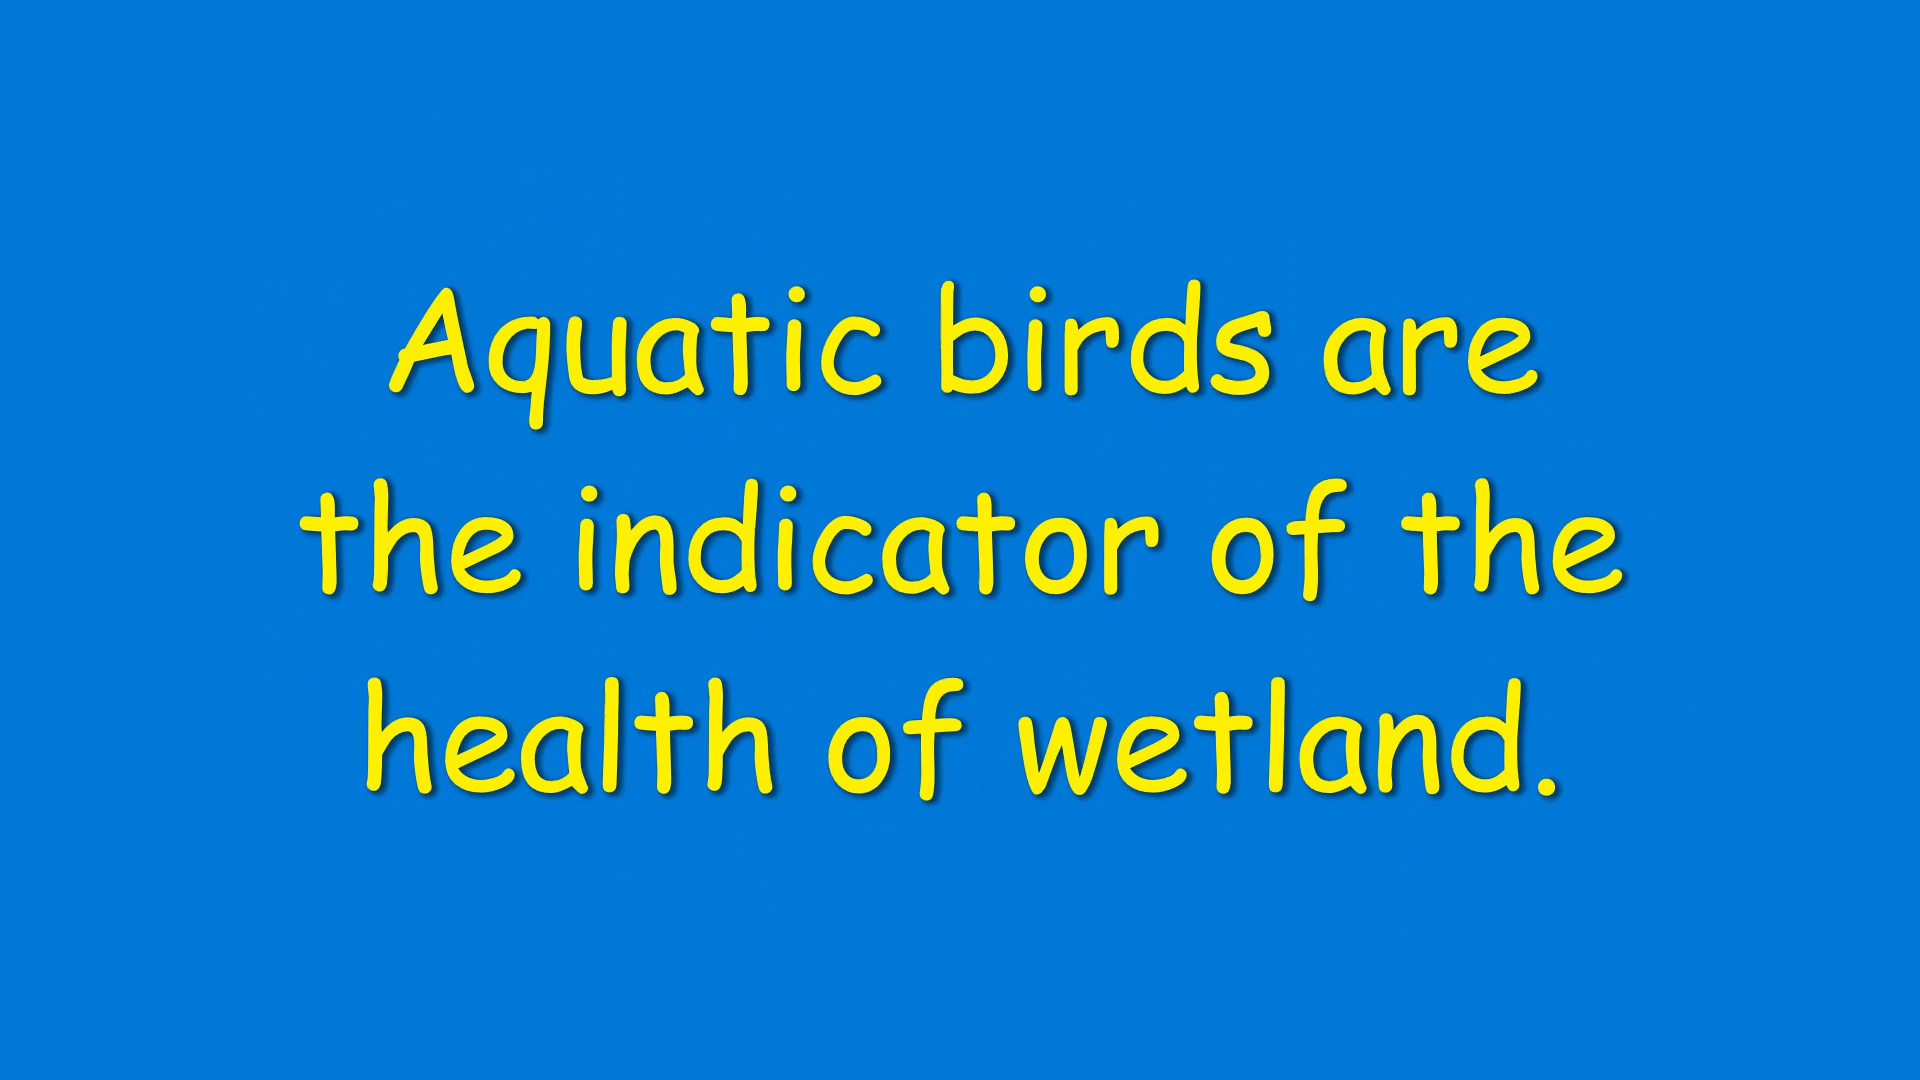 Aquatic birds are
the indicator of the
health of wetland.